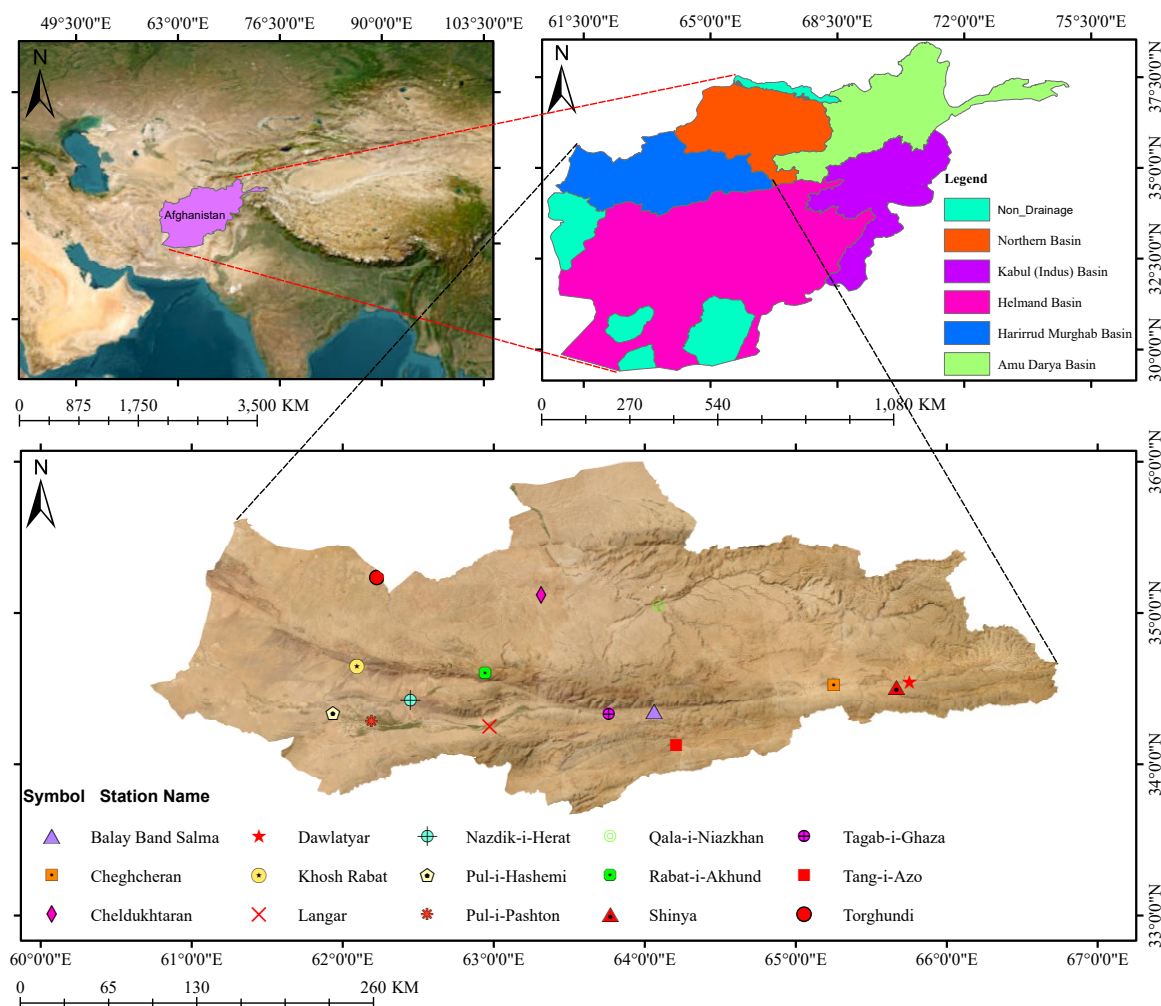 49°30'0"E 63°0'0"E 76°30'0"E 90°0'0"E 103°30'0"E
N
Afghanistan
0 875 1,750 3,500 KM
61°30'0"E 65°0'0"E 68°30'0"E 72°0'0"E 75°30'0"E
N
37°30'0"N
35°0'0"N
32°30'0"N
30°0'0"N
Legend
Non_Drainage
Northern Basin
Kabul (Indus) Basin
Helmand Basin
Harirrud Murghab Basin
Amu Darya Basin
0 270 540 1,080 KM
N
36°0'0"N
35°0'0"N
34°0'0"N
33°0'0"N
Symbol Station Name
Balay Band Salma Dawlatyar Nazdik-i-Herat Qala-i-Niazkhan Tagab-i-Ghaza
Cheghcheran Khosh Rabat Pul-i-Hashemi Rabat-i-Akhund Tang-i-Azo
Cheldukhtaran Langar Pul-i-Pashton Shinya Torghundi
60°0'0"E 61°0'0"E 62°0'0"E 63°0'0"E 64°0'0"E 65°0'0"E 66°0'0"E 67°0'0"E
0 65 130 260 KM